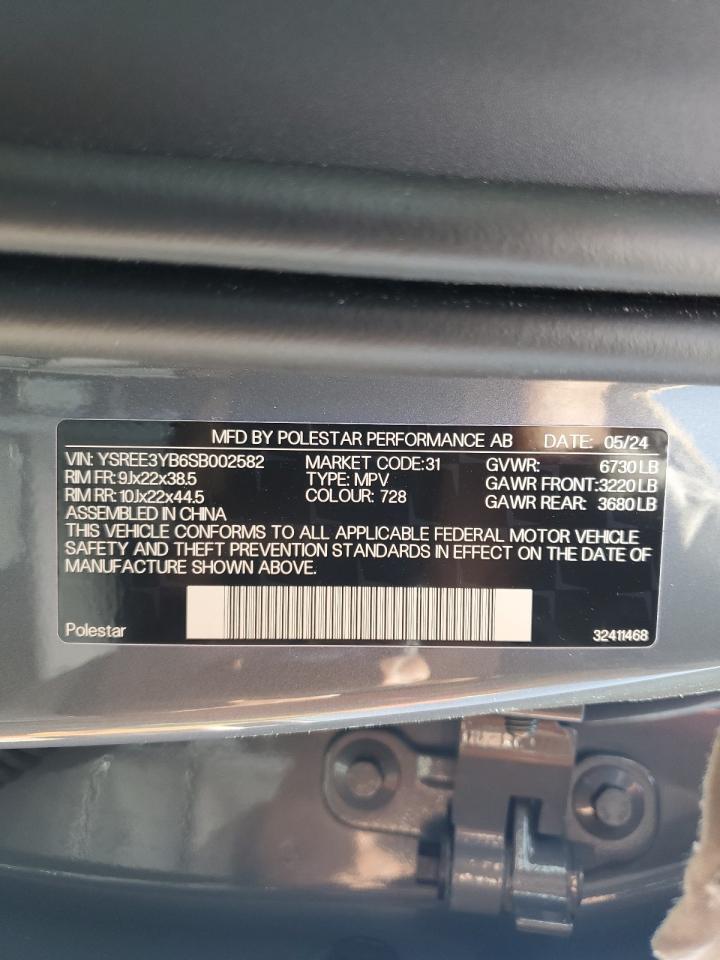 MFD BY POLESTAR PERFORMANCE AB DATE: 05/24
VIN: YSREE3YB6SB002582 MARKET CODE:31 GVWR: 6730 LB
RIM FR: 9Jx22x38.5 TYPE: MPV GAWR FRONT:3220 LB
RIM RR: 10Jx22x44.5 COLOUR: 728 GAWR REAR: 3680 LB
ASSEMBLED IN CHINA
THIS VEHICLE CONFORMS TO ALL APPLICABLE FEDERAL MOTOR VEHICLE
SAFETY AND THEFT PREVENTION STANDARDS IN EFFECT ON THE DATE OF
MANUFACTURE SHOWN ABOVE.
Polestar 32411468